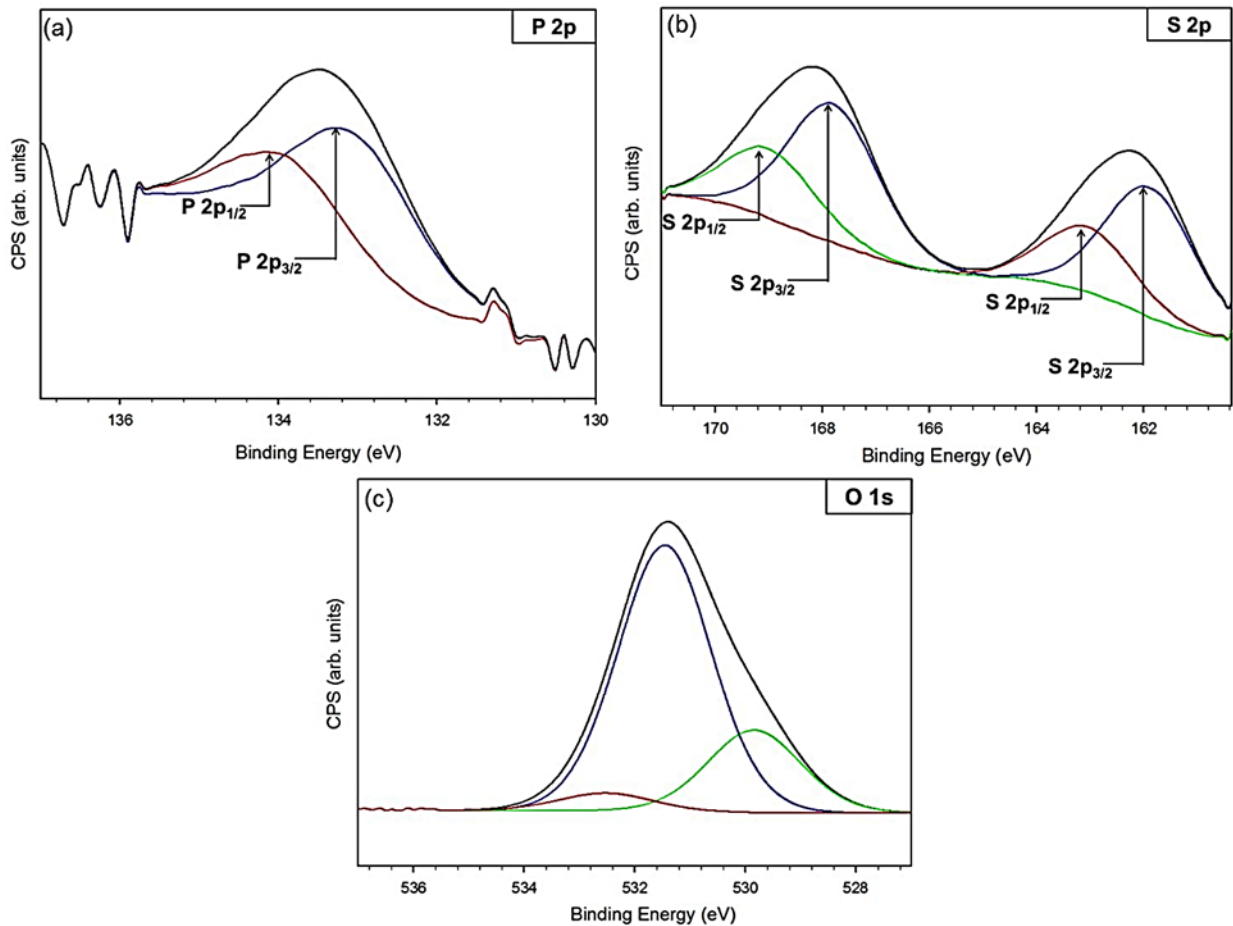 (a)
P 2p
CPS (arb. units)
P 2p1/2
P 2p3/2
136
134
132
130
Binding Energy (eV)
(b)
S 2p
CPS (arb. units)
S 2p1/2
S 2p3/2
S 2p1/2
S 2p3/2
170
168
166
164
162
Binding Energy (eV)
(c)
O 1s
CPS (arb. units)
536
534
532
530
528
Binding Energy (eV)